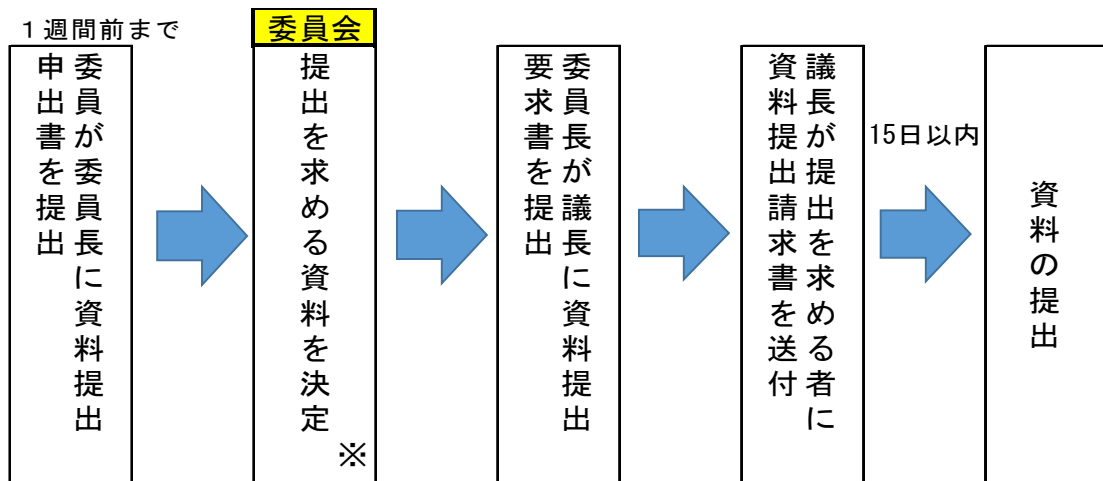 １週間前まで
委員が委員長に資料提出
申出書を提出
委員会
提出を求める資料を決定
※
委員長が議長に資料提出
要求書を提出
議長が提出を求める者に
資料提出請求書を送付
15日以内
資料の提出